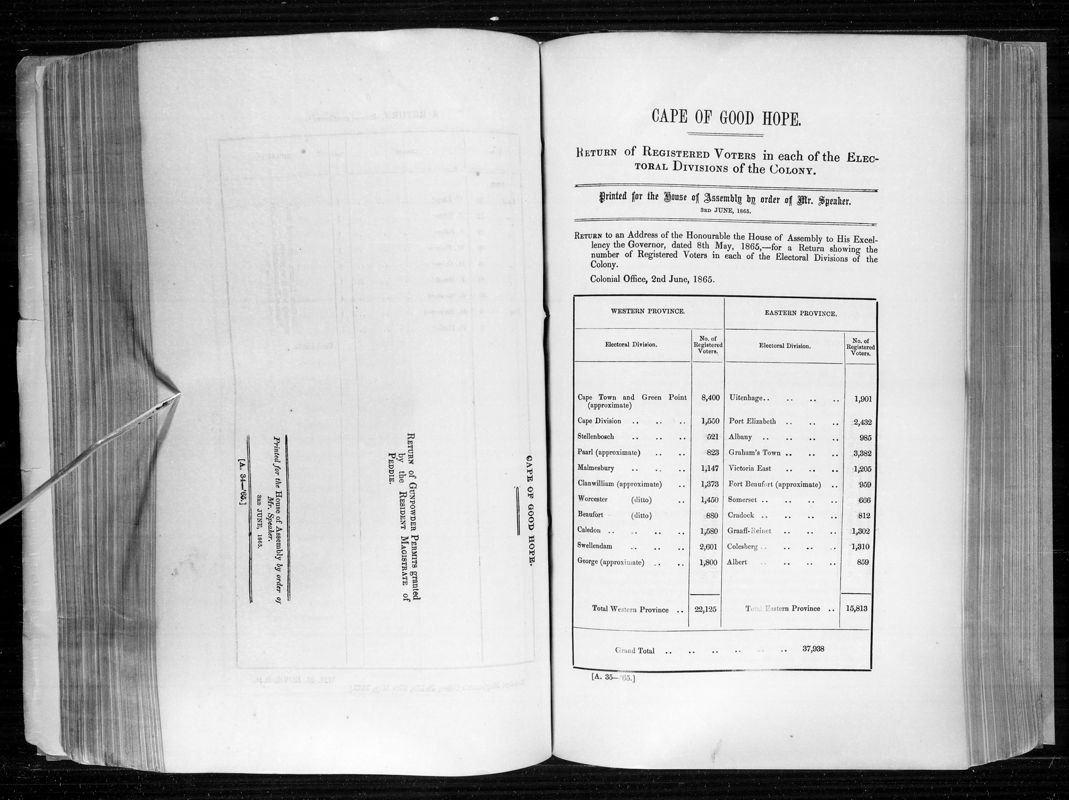 CAPE OF GOOD HOPE.
RETURN of GUNPOWDER PERMITS granted
by the RESIDENT MAGISTRATE of
PEDDIE.
Printed for the House of Assembly by order of
Mr. Speaker.
3RD JUNE, 1865.
[A. 34—'65.]
CAPE OF GOOD HOPE.
RETURN of REGISTERED VOTERS in each of the ELEC-
TORAL DIVISIONS of the COLONY.
Printed for the House of Assembly by order of Mr. Speaker.
3RD JUNE, 1865.
RETURN to an Address of the Honourable the House of Assembly to His Excel-
lency the Governor, dated 8th May, 1865,—for a Return showing the
number of Registered Voters in each of the Electoral Divisions of the
Colony.
Colonial Office, 2nd June, 1865.
WESTERN PROVINCE. EASTERN PROVINCE.
Electoral Division. No. of Registered Voters. Electoral Division. No. of Registered Voters.
Cape Town and Green Point (approximate) 8,400 Uitenhage.. .. .. .. 1,901
Cape Division .. .. .. 1,550 Port Elizabeth .. .. .. 2,432
Stellenbosch .. .. .. 521 Albany .. .. .. .. 985
Paarl (approximate) .. .. 823 Graham's Town .. .. .. 3,382
Malmesbury .. .. .. 1,147 Victoria East .. .. .. 1,205
Clanwilliam (approximate) .. 1,373 Fort Beaufort (approximate) .. 959
Worcester (ditto) .. 1,450 Somerset .. .. .. .. 666
Beaufort (ditto) 880 Cradock .. .. .. .. 812
Caledon .. .. .. .. 1,580 Graaff-Reinet .. .. .. 1,302
Swellendam .. .. .. 2,601 Colesberg .. .. .. .. 1,310
George (approximate) .. .. 1,800 Albert .. .. .. .. 859
Total Western Province .. 22,125 Total Eastern Province .. 15,813
Grand Total .. .. .. .. .. .. 37,938
[A. 35—'65.]